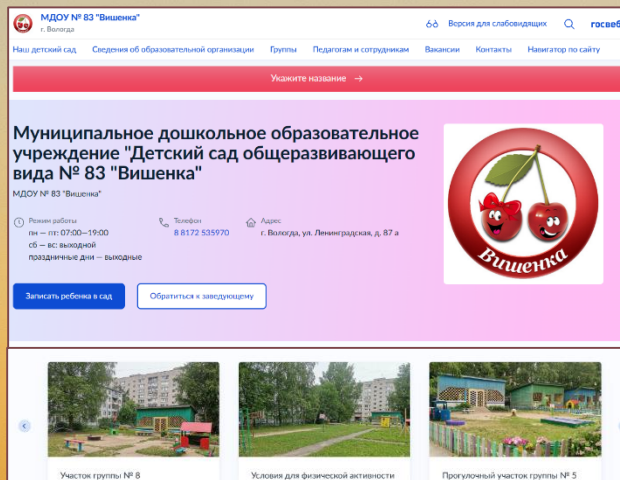 МДОУ № 83 "Вишенка"
г. Вологда
Версия для слабовидящих
госвеб
Наш детский сад Сведения об образовательной организации Группы Педагогам и сотрудникам Вакансии Контакты Навигатор по сайту
Укажите название →
Муниципальное дошкольное образовательное
учреждение "Детский сад общеразвивающего
вида № 83 "Вишенка"
МДОУ № 83 "Вишенка"
Режим работы
пн — пт: 07:00—19:00
сб — вс: выходной
праздничные дни — выходные
Телефон
8 8172 535970
Адрес
г. Вологда, ул. Ленинградская, д. 87 а
Вишенка
Записать ребенка в сад
Обратиться к заведующему
Участок группы № 8
Условия для физической активности
Прогулочный участок группы № 5